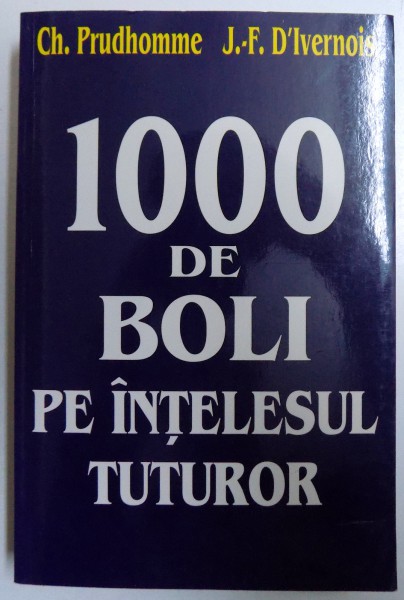 Ch. Prudhomme J.-F. D'Ivernois
1000
DE
BOLI
PE ÎNȚELESUL
TUTUROR